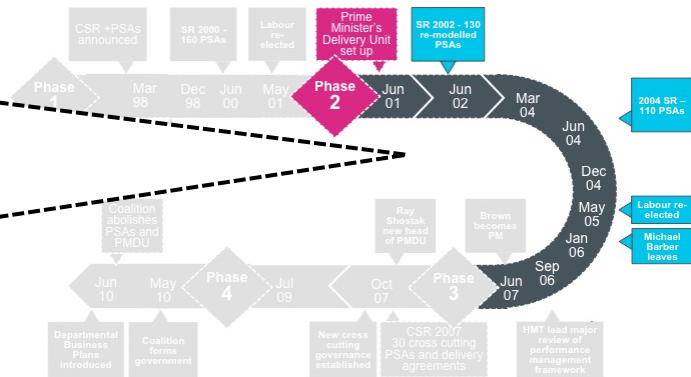 CSR +PSAs
announced
SR 2000 -
160 PSAs
Labour
re-
elected
Prime
Minister's
Delivery Unit
set up
SR 2002 - 130
re-modelled
PSAs
Phase
1
Mar
98
Dec
98
Jun
00
May
01
Phase
2
Jun
01
Jun
02
Mar
04
Jun
04
Dec
04
May
05
Jan
06
Sep
06
Jun
07
2004 SR –
110 PSAs
Labour re-
elected
Michael
Barber
leaves
Coalition
abolishes
PSAs and
PMDU
Ray
Shostak
new head
of PMDU
Brown
becomes
PM
Jun
10
May
10
Phase
4
Jul
09
Oct
07
Phase
3
Departmental
Business
Plans
introduced
Coalition
forms
government
New cross
cutting
governance
established
CSR 2007
30 cross cutting
PSAs and delivery
agreements
HMT lead major
review of
performance
management
framework